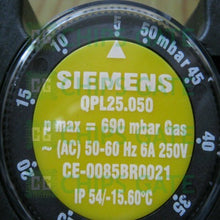 50 mbar
SIEMENS
QPL25.050
p max = 690 mbar Gas
(AC) 50-60 Hz 6A 250V
CE-0085BR0021
IP 54/-15.60°C
15
20
25
30
35
40
45